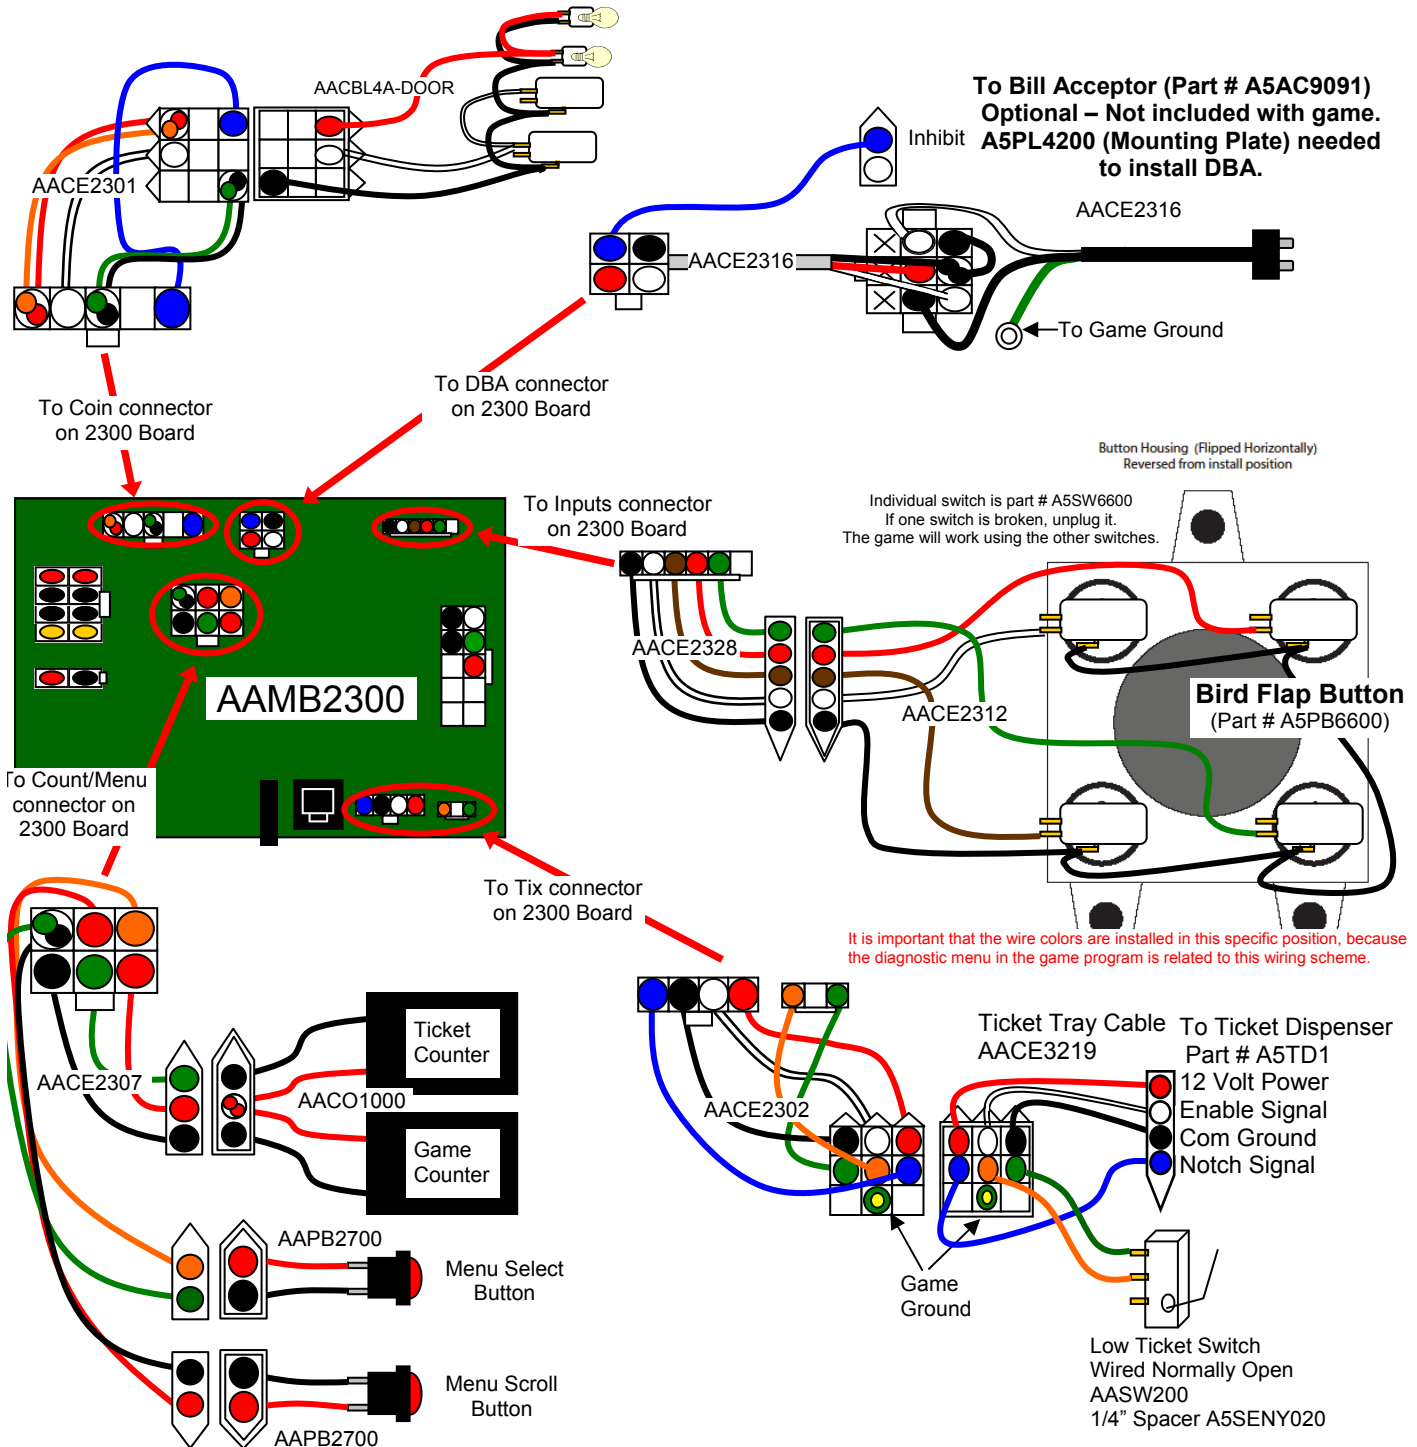 AACBL4A-DOOR
To Bill Acceptor (Part # A5AC9091)
Optional – Not included with game.
A5PL4200 (Mounting Plate) needed
to install DBA.
Inhibit
AACE2301
AACE2316
AACE2316
To Game Ground
To Coin connector
on 2300 Board
To DBA connector
on 2300 Board
Button Housing (Flipped Horizontally)
Reversed from install position
To Inputs connector
on 2300 Board
Individual switch is part # A5SW6600
If one switch is broken, unplug it.
The game will work using the other switches.
AACE2328
AAMB2300
AACE2312
Bird Flap Button
(Part # A5PB6600)
To Count/Menu
connector on
2300 Board
To Tix connector
on 2300 Board
It is important that the wire colors are installed in this specific position, because
the diagnostic menu in the game program is related to this wiring scheme.
Ticket
Counter
AACE2307
AACO1000
Game
Counter
AACE2302
Ticket Tray Cable
AACE3219
To Ticket Dispenser
Part # A5TD1
12 Volt Power
Enable Signal
Com Ground
Notch Signal
Game
Ground
AAPB2700
Menu Select
Button
Menu Scroll
Button
AAPB2700
Low Ticket Switch
Wired Normally Open
AASW200
1/4” Spacer A5SENY020